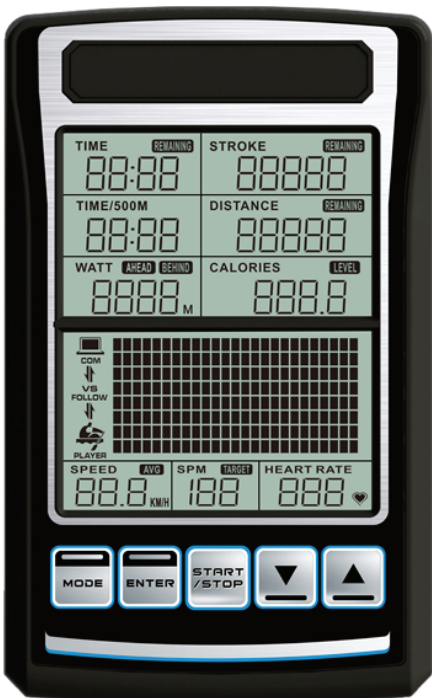 TIME REMAINING STROKE REMAINING
88:88 88888
TIME/500M DISTANCE REMAINING
88:88 88888
WATT AHEAD BEHIND CALORIES LEVEL
8888 M 888.8
COM
VS
FOLLOW
PLAYER
SPEED AVG SPM TARGET HEART RATE
88.8 KM/H 188 888
MODE ENTER START
/STOP